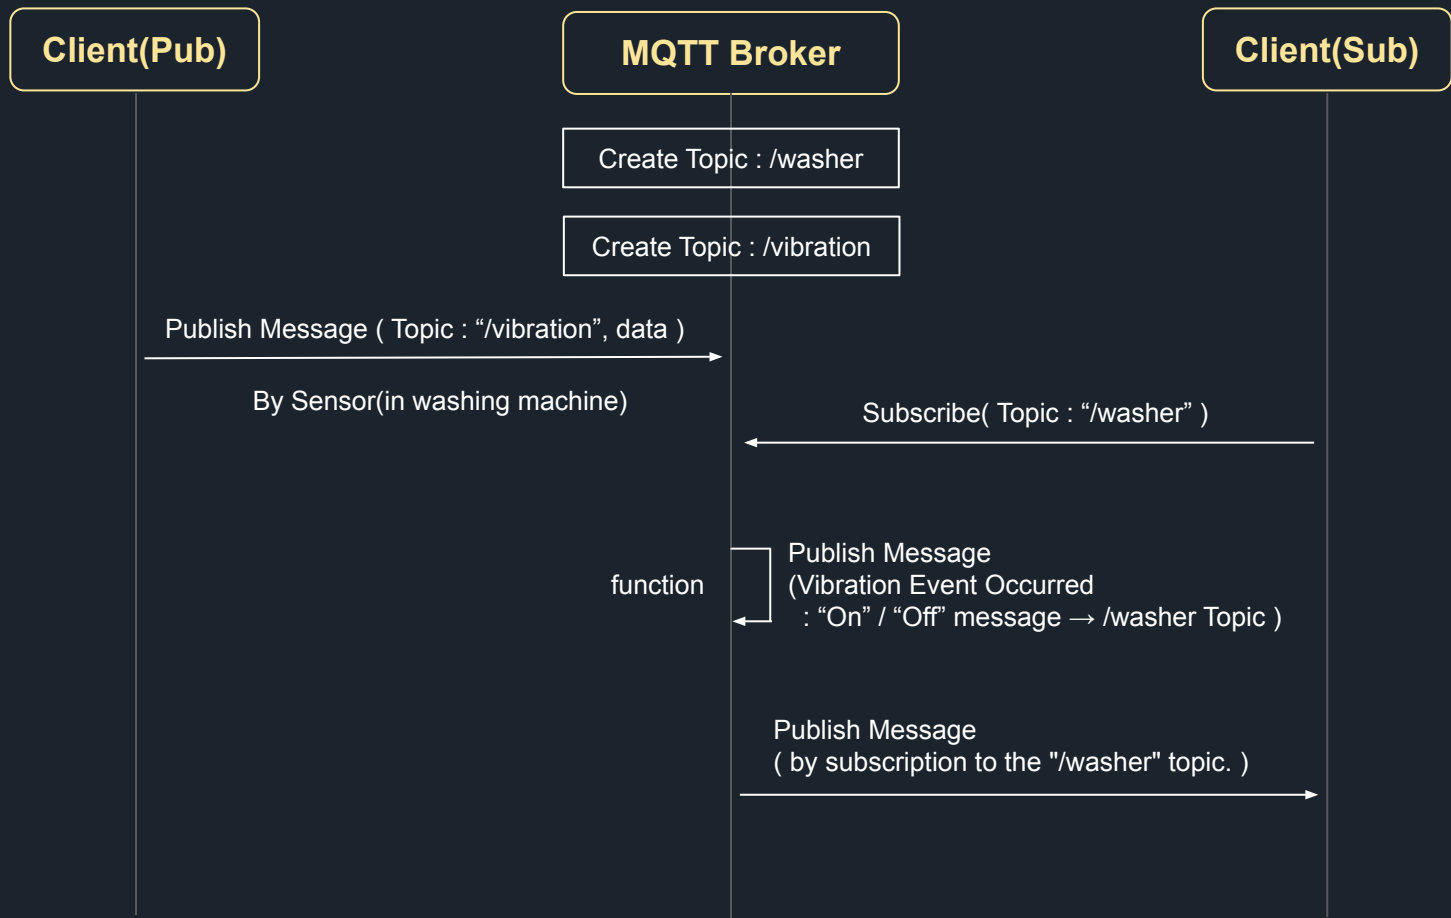 Client(Pub)
MQTT Broker
Client(Sub)
Create Topic : /washer
Create Topic : /vibration
Publish Message ( Topic : “/vibration”, data )
By Sensor(in washing machine)
Subscribe( Topic : “/washer” )
function
Publish Message
(Vibration Event Occurred
: “On” / “Off” message → /washer Topic )
Publish Message
( by subscription to the "/washer" topic. )